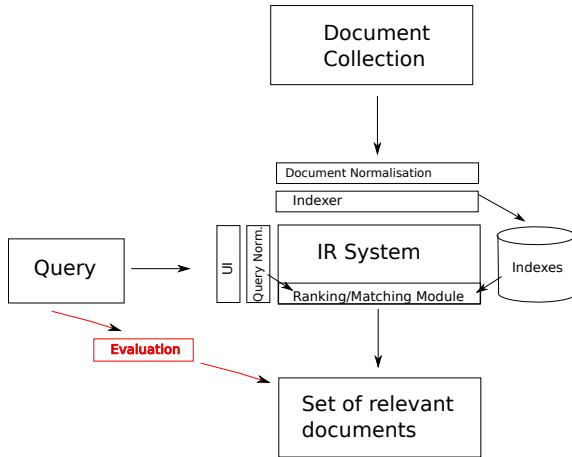 Document
Collection
Document Normalisation
Indexer
IR System
UI
Query Norm.
Query
Indexes
Ranking/Matching Module
Evaluation
Set of relevant
documents